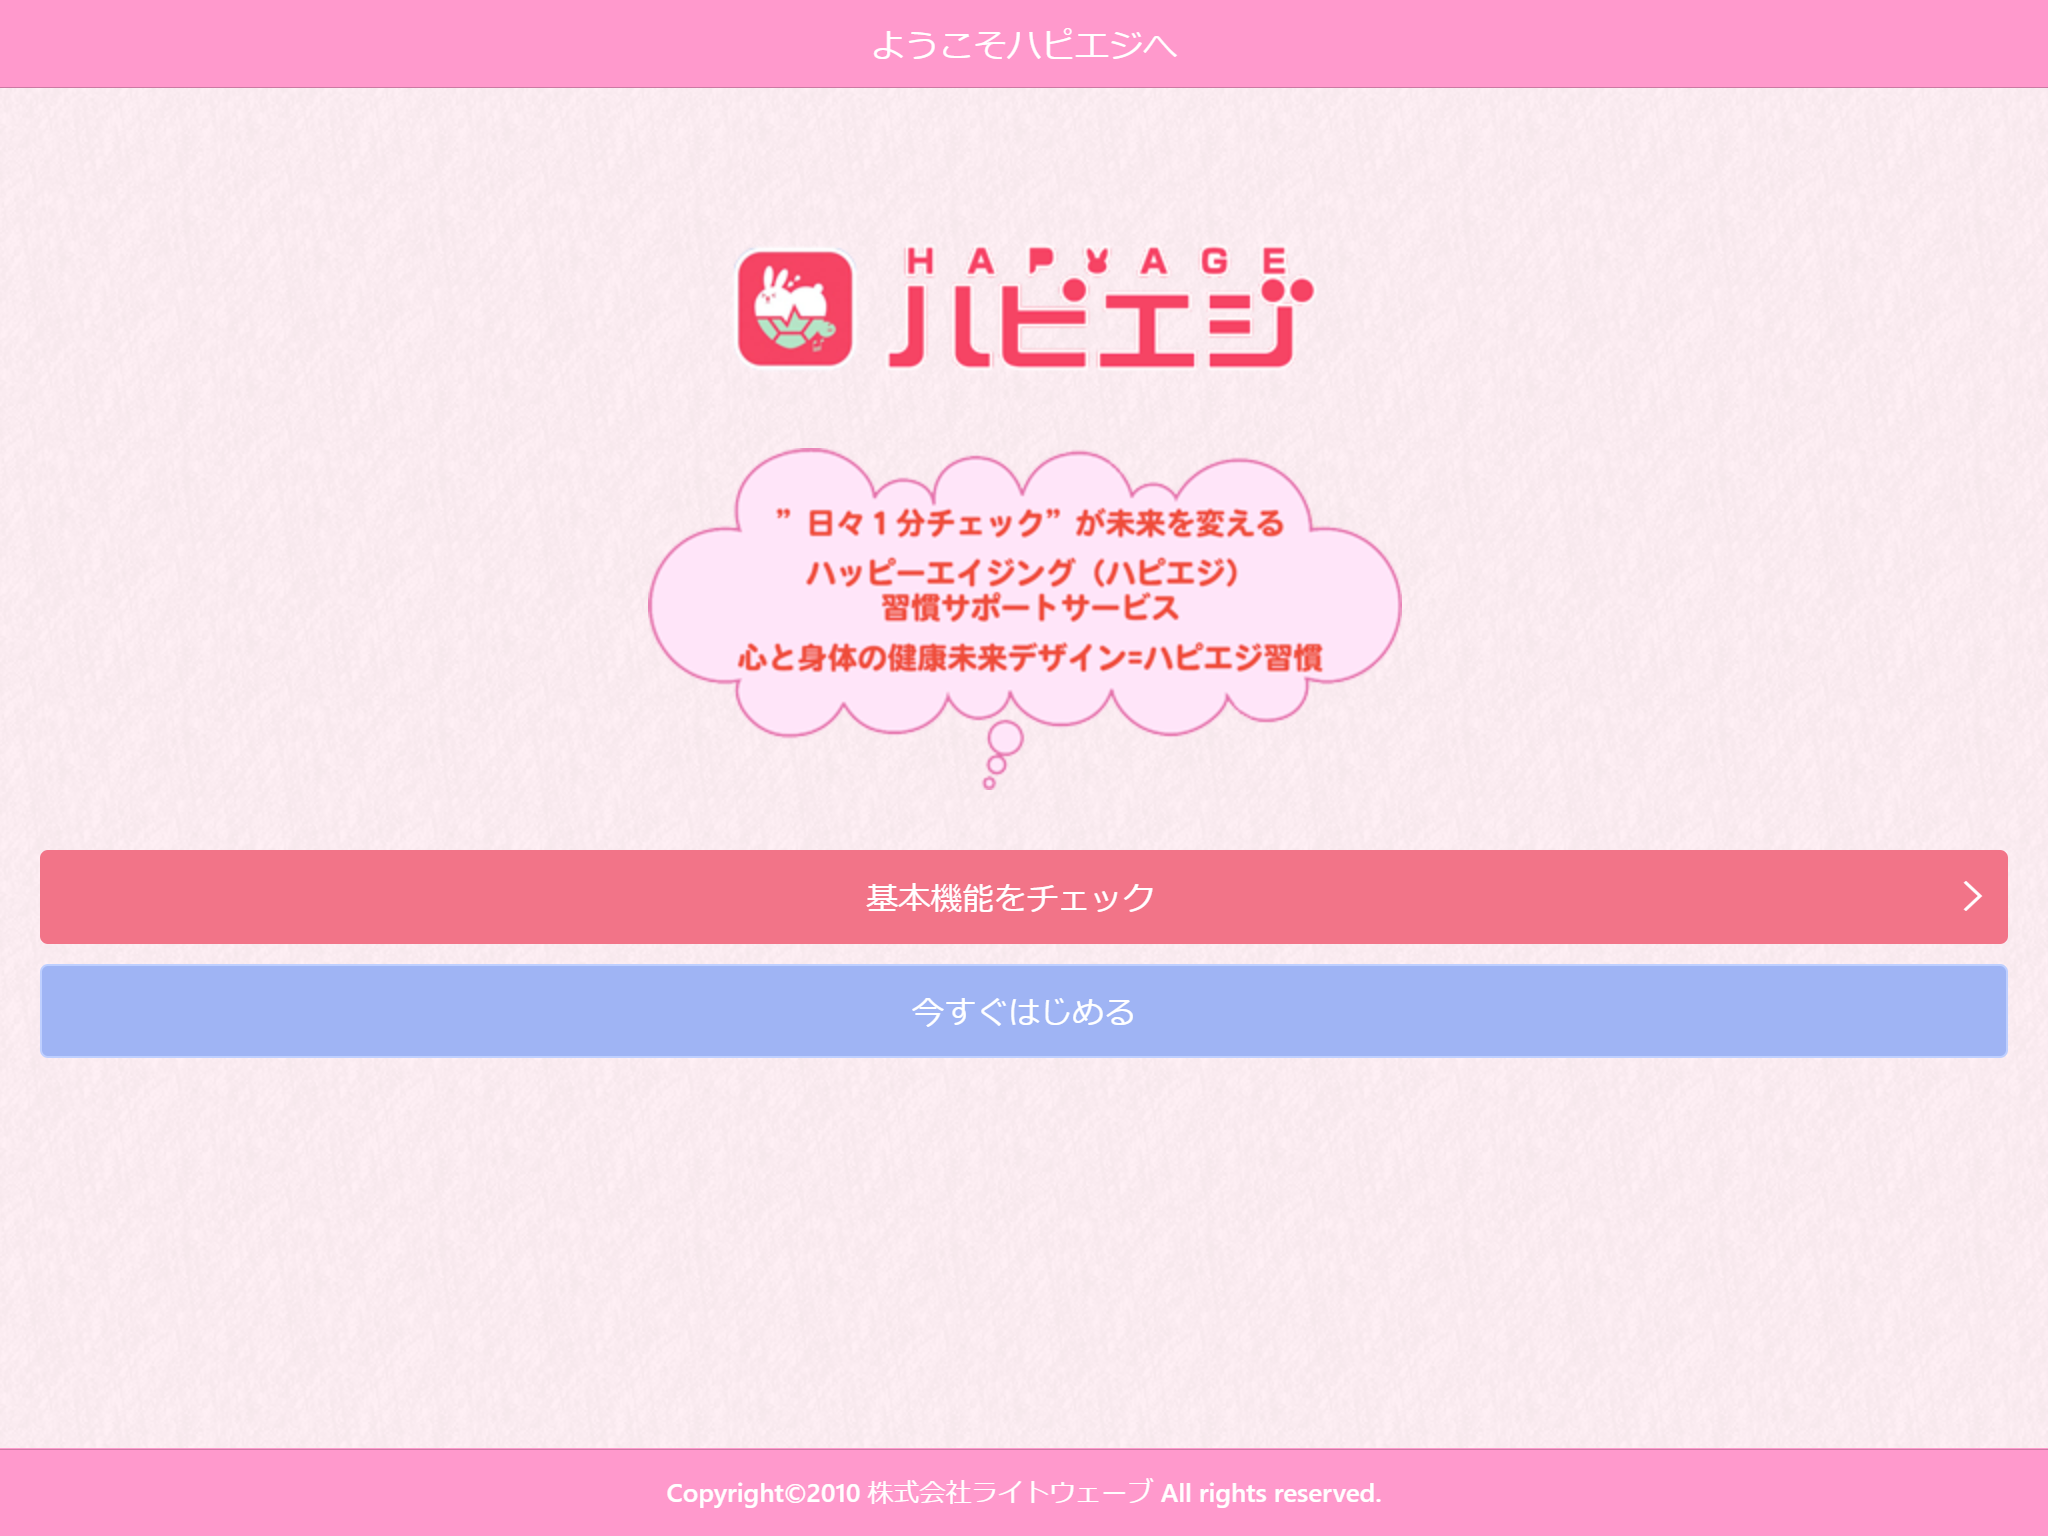 ようこそハピエジへ
HAPYAGE
ハピエジ
”日々１分チェック”が未来を変える
ハッピーエイジング（ハピエジ）
習慣サポートサービス
心と身体の健康未来デザイン=ハピエジ習慣
基本機能をチェック
今すぐはじめる
Copyright©2010 株式会社ライトウェーブ All rights reserved.